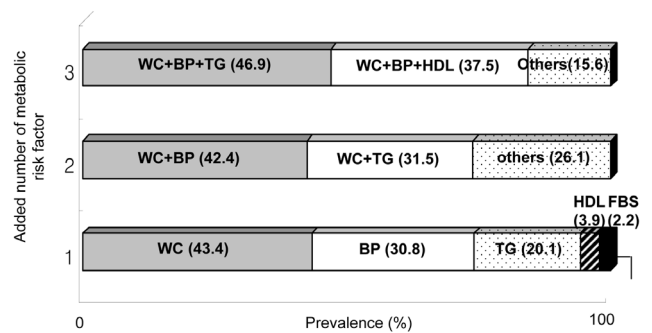 Added number of metabolic
risk factor
3
WC+BP+TG (46.9)
WC+BP+HDL (37.5)
Others(15.6)
2
WC+BP (42.4)
WC+TG (31.5)
others (26.1)
HDL FBS
(3.9) (2.2)
1
WC (43.4)
BP (30.8)
TG (20.1)
0
Prevalence (%)
100